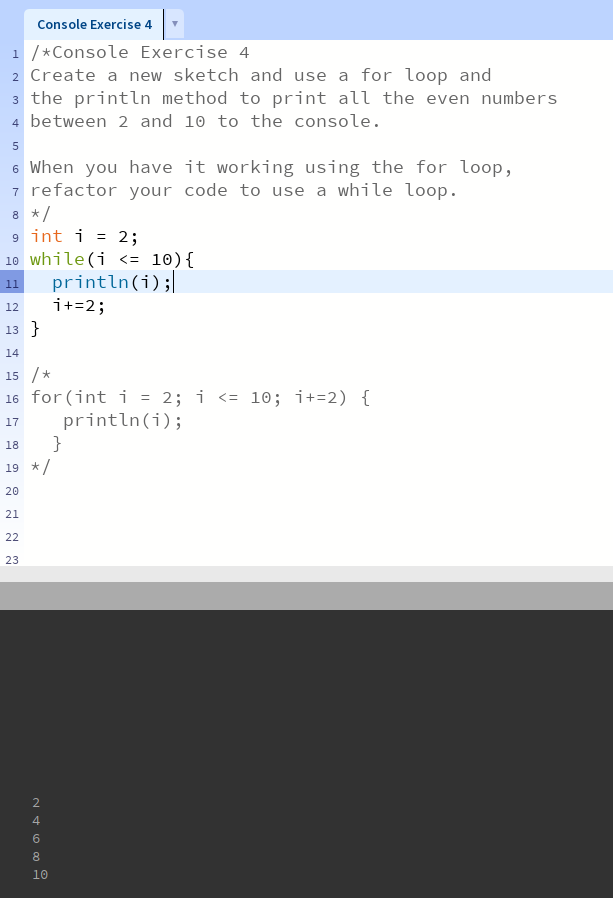 Console Exercise 4
1 /*Console Exercise 4
2 Create a new sketch and use a for loop and
3 the println method to print all the even numbers
4 between 2 and 10 to the console.
5
6 When you have it working using the for loop,
7 refactor your code to use a while loop.
8 */
9 int i = 2;
10 while(i <= 10){
11   println(i);
12   i+=2;
13 }
14
15 /*
16 for(int i = 2; i <= 10; i+=2) {
17    println(i);
18   }
19 */
20
21
22
23
2
4
6
8
10